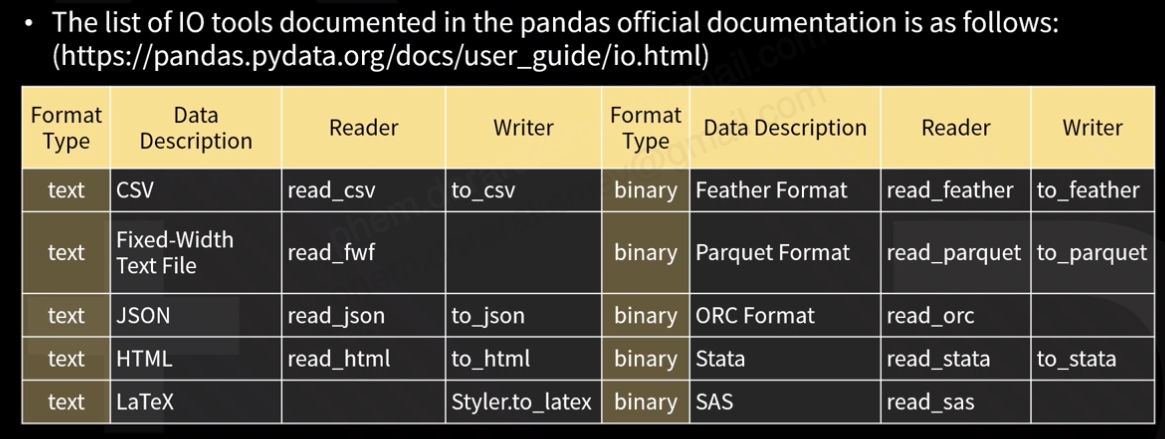 • The list of IO tools documented in the pandas official documentation is as follows:
(https://pandas.pydata.org/docs/user_guide/io.html)
Format Type Data Description Reader Writer Format Type Data Description Reader Writer
text CSV read_csv to_csv binary Feather Format read_feather to_feather
text Fixed-Width Text File read_fwf binary Parquet Format read_parquet to_parquet
text JSON read_json to_json binary ORC Format read_orc
text HTML read_html to_html binary Stata read_stata to_stata
text LaTeX Styler.to_latex binary SAS read_sas